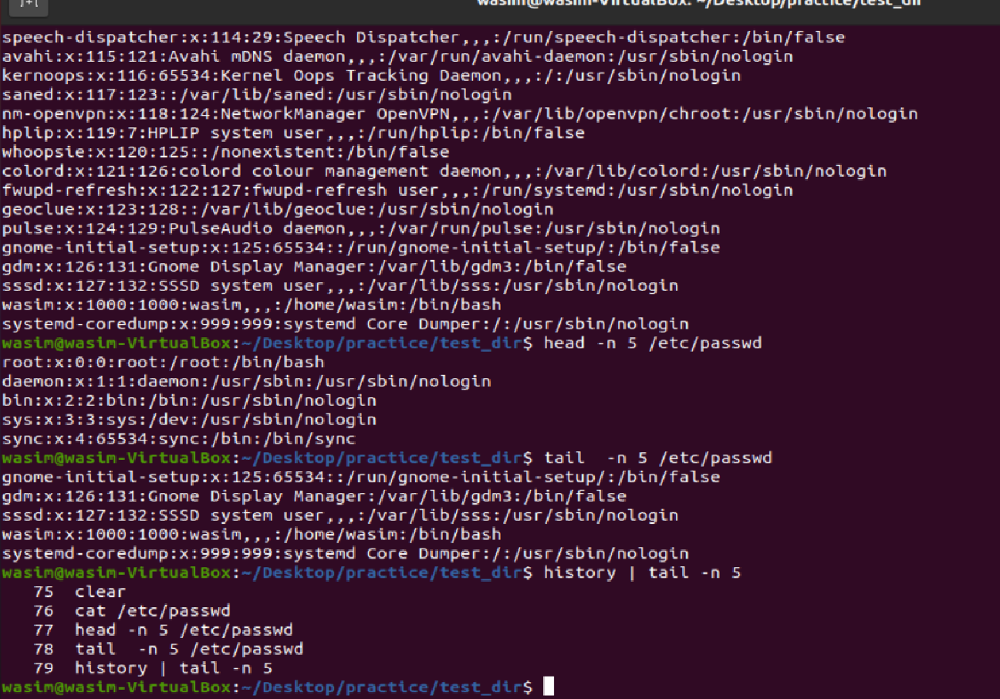 wasim@wasim-VirtualBox: ~/Desktop/practice/test_dir
speech-dispatcher:x:114:29:Speech Dispatcher,,,:/run/speech-dispatcher:/bin/false
avahi:x:115:121:Avahi mDNS daemon,,,:/var/run/avahi-daemon:/usr/sbin/nologin
kernoops:x:116:65534:Kernel Oops Tracking Daemon,,,:/:/usr/sbin/nologin
saned:x:117:123::/var/lib/saned:/usr/sbin/nologin
nm-openvpn:x:118:124:NetworkManager OpenVPN,,,:/var/lib/openvpn/chroot:/usr/sbin/nologin
hplip:x:119:7:HPLIP system user,,,:/run/hplip:/bin/false
whoopsie:x:120:125::/nonexistent:/bin/false
colord:x:121:126:colord colour management daemon,,,:/var/lib/colord:/usr/sbin/nologin
fwupd-refresh:x:122:127:fwupd-refresh user,,,:/run/systemd:/usr/sbin/nologin
geoclue:x:123:128::/var/lib/geoclue:/usr/sbin/nologin
pulse:x:124:129:PulseAudio daemon,,,:/var/run/pulse:/usr/sbin/nologin
gnome-initial-setup:x:125:65534::/run/gnome-initial-setup/:/bin/false
gdm:x:126:131:Gnome Display Manager:/var/lib/gdm3:/bin/false
sssd:x:127:132:SSSD system user,,,:/var/lib/sss:/usr/sbin/nologin
wasim:x:1000:1000:wasim,,,:/home/wasim:/bin/bash
systemd-coredump:x:999:999:systemd Core Dumper:/:/usr/sbin/nologin
wasim@wasim-VirtualBox:~/Desktop/practice/test_dir$ head -n 5 /etc/passwd
root:x:0:0:root:/root:/bin/bash
daemon:x:1:1:daemon:/usr/sbin:/usr/sbin/nologin
bin:x:2:2:bin:/bin:/usr/sbin/nologin
sys:x:3:3:sys:/dev:/usr/sbin/nologin
sync:x:4:65534:sync:/bin:/bin/sync
wasim@wasim-VirtualBox:~/Desktop/practice/test_dir$ tail  -n 5 /etc/passwd
gnome-initial-setup:x:125:65534::/run/gnome-initial-setup/:/bin/false
gdm:x:126:131:Gnome Display Manager:/var/lib/gdm3:/bin/false
sssd:x:127:132:SSSD system user,,,:/var/lib/sss:/usr/sbin/nologin
wasim:x:1000:1000:wasim,,,:/home/wasim:/bin/bash
systemd-coredump:x:999:999:systemd Core Dumper:/:/usr/sbin/nologin
wasim@wasim-VirtualBox:~/Desktop/practice/test_dir$ history | tail -n 5
   75  clear
   76  cat /etc/passwd
   77  head -n 5 /etc/passwd
   78  tail  -n 5 /etc/passwd
   79  history | tail -n 5
wasim@wasim-VirtualBox:~/Desktop/practice/test_dir$